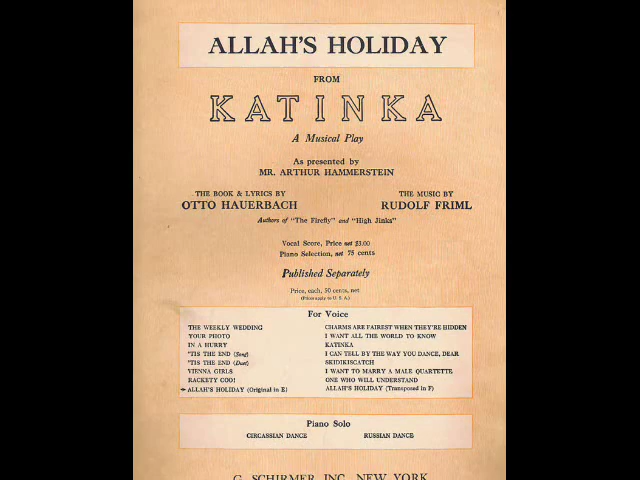 ALLAH'S HOLIDAY
FROM
KATINKA
A Musical Play
As presented by
MR. ARTHUR HAMMERSTEIN
THE BOOK & LYRICS BY
OTTO HAUERBACH
THE MUSIC BY
RUDOLF FRIML
Authors of "The Firefly" and "High Jinks"
Vocal Score, Price net $3.00
Piano Selection, net 75 cents
Published Separately
Price, each, 50 cents, net
(Prices apply to U. S. A.)
For Voice
THE WEEKLY WEDDING
YOUR PHOTO
IN A HURRY
'TIS THE END (Song)
'TIS THE END (Duet)
VIENNA GIRLS
RACKETY COO!
ALLAH'S HOLIDAY (Original in E)
CHARMS ARE FAIREST WHEN THEY'RE HIDDEN
I WANT ALL THE WORLD TO KNOW
KATINKA
I CAN TELL BY THE WAY YOU DANCE, DEAR
SKIDIKISCATCH
I WANT TO MARRY A MALE QUARTETTE
ONE WHO WILL UNDERSTAND
ALLAH'S HOLIDAY (Transposed in F)
Piano Solo
CIRCASSIAN DANCE
RUSSIAN DANCE
G. SCHIRMER INC. NEW YORK